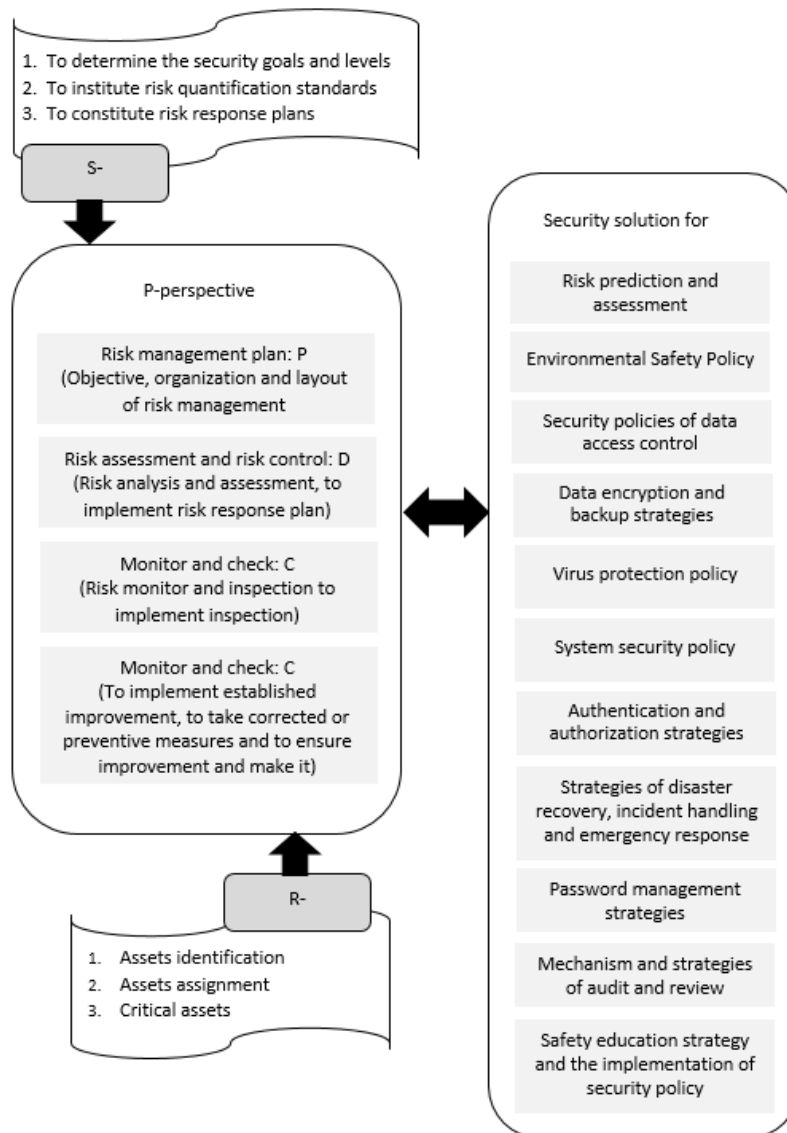 1. To determine the security goals and levels
2. To institute risk quantification standards
3. To constitute risk response plans
S-
P-perspective
Risk management plan: P
(Objective, organization and layout
of risk management
Risk assessment and risk control: D
(Risk analysis and assessment, to
implement risk response plan)
Monitor and check: C
(Risk monitor and inspection to
implement inspection)
Monitor and check: C
(To implement established
improvement, to take corrected or
preventive measures and to ensure
improvement and make it)
R-
1. Assets identification
2. Assets assignment
3. Critical assets
Security solution for
Risk prediction and
assessment
Environmental Safety Policy
Security policies of data
access control
Data encryption and
backup strategies
Virus protection policy
System security policy
Authentication and
authorization strategies
Strategies of disaster
recovery, incident handling
and emergency response
Password management
strategies
Mechanism and strategies
of audit and review
Safety education strategy
and the implementation of
security policy